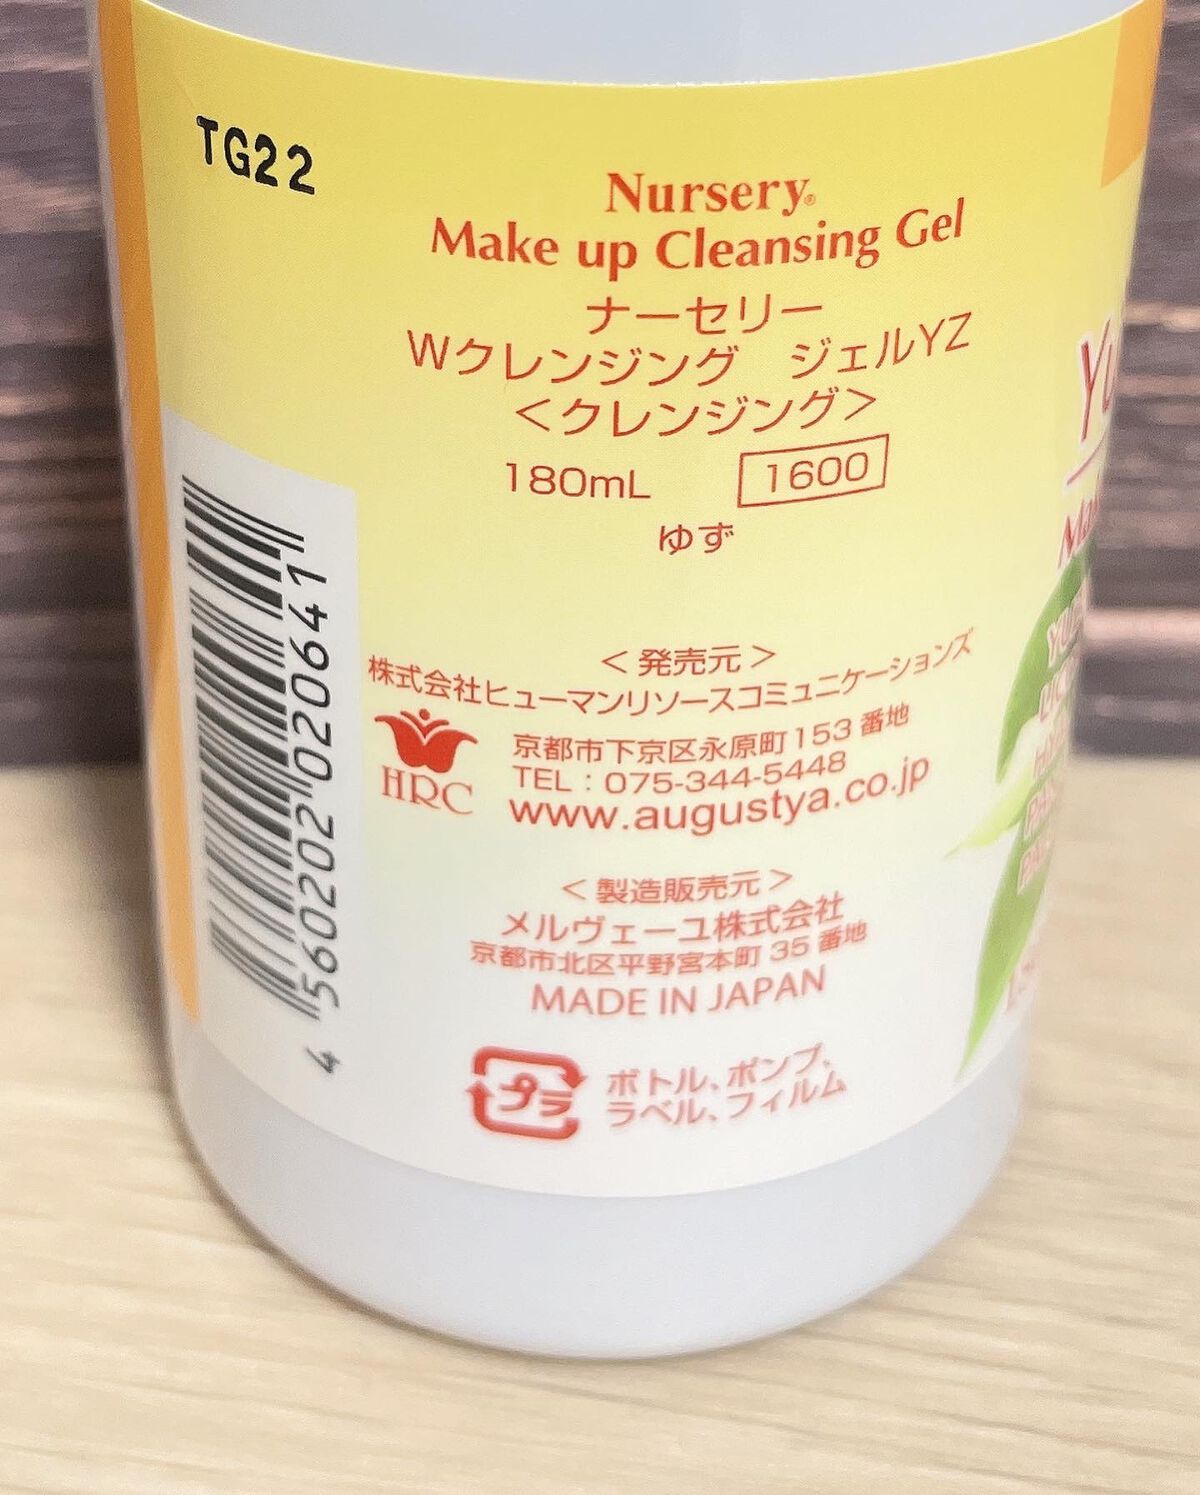 TG22
Nursery®
Make up Cleansing Gel
ナーセリー
Wクレンジング ジェルYZ
＜クレンジング＞
180mL 1600
ゆず
＜発売元＞
株式会社ヒューマンリソースコミュニケーションズ
HRC
京都市下京区永原町153番地
TEL：075-344-5448
www.augustya.co.jp
＜製造販売元＞
メルヴェーユ株式会社
京都市北区平野宮本町35番地
MADE IN JAPAN
プラ
ボトル、ポンプ、
ラベル、フィルム
4560202020641